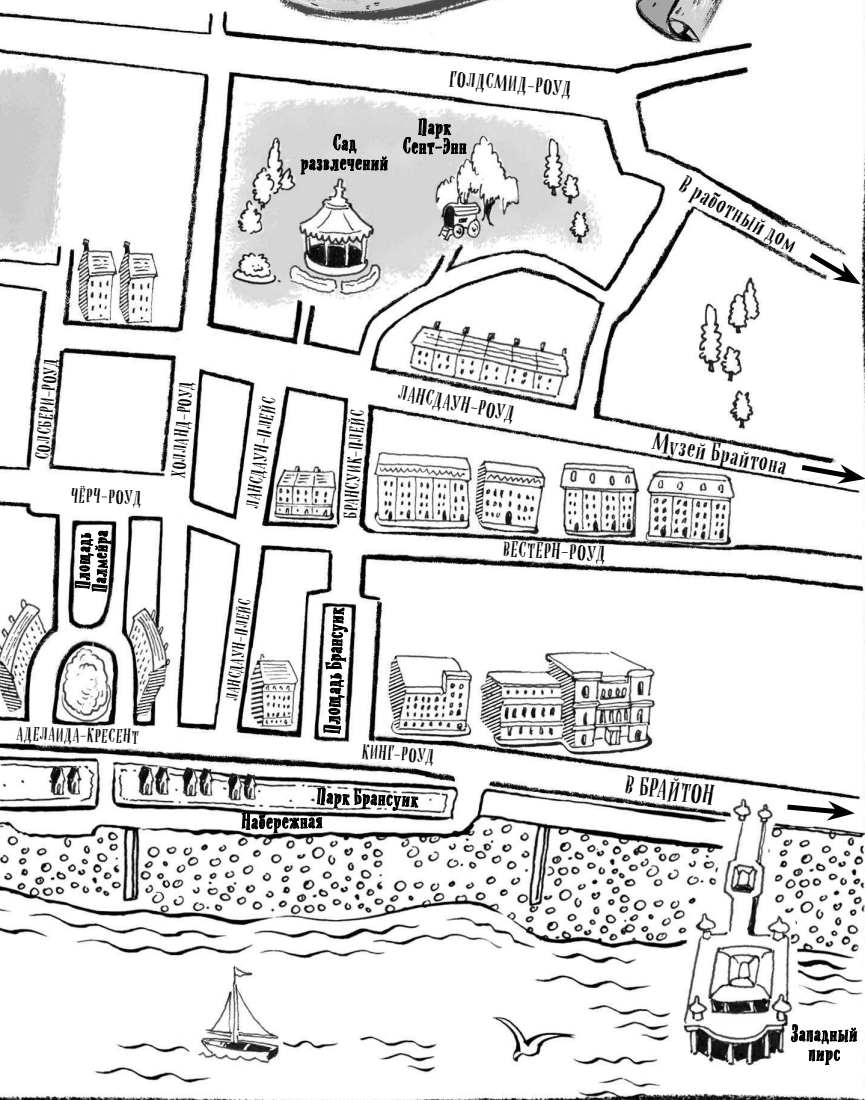 ГОЛДСМИД-РОУД
Парк
Сент-Энн
Сад
развлечений
В работный дом
СОЛСБЕРИ-РОУД
ХОЛЛАНД-РОУД
ЛАНСДАУН-ПЛЕЙС
БРАНСУИК-ПЛЕЙС
ЛАНСДАУН-РОУД
Музей Брайтона
ЧЁРЧ-РОУД
Площадь
Палмейра
ВЕСТЕРН-РОУД
ЛАНСДАУН-ПЛЕЙС
Площадь Брансуик
АДЕЛАИДА-КРЕСЕНТ
КИНГ-РОУД
В БРАЙТОН
Парк Брансуик
Набережная
Западный
пирс